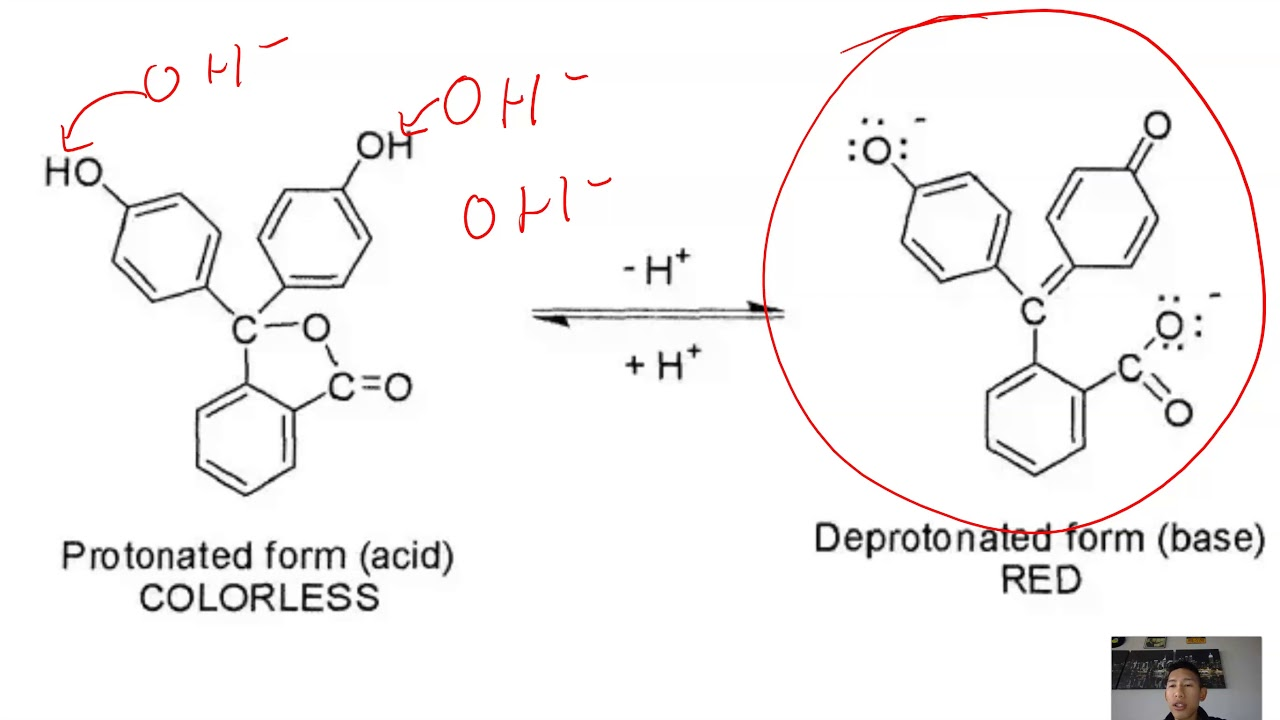 OH⁻
OH⁻
OH⁻
HO
OH
C
O
C=O
- H⁺
+ H⁺
:O: -
O
C
:O: -
C
O
Protonated form (acid)
COLORLESS
Deprotonated form (base)
RED